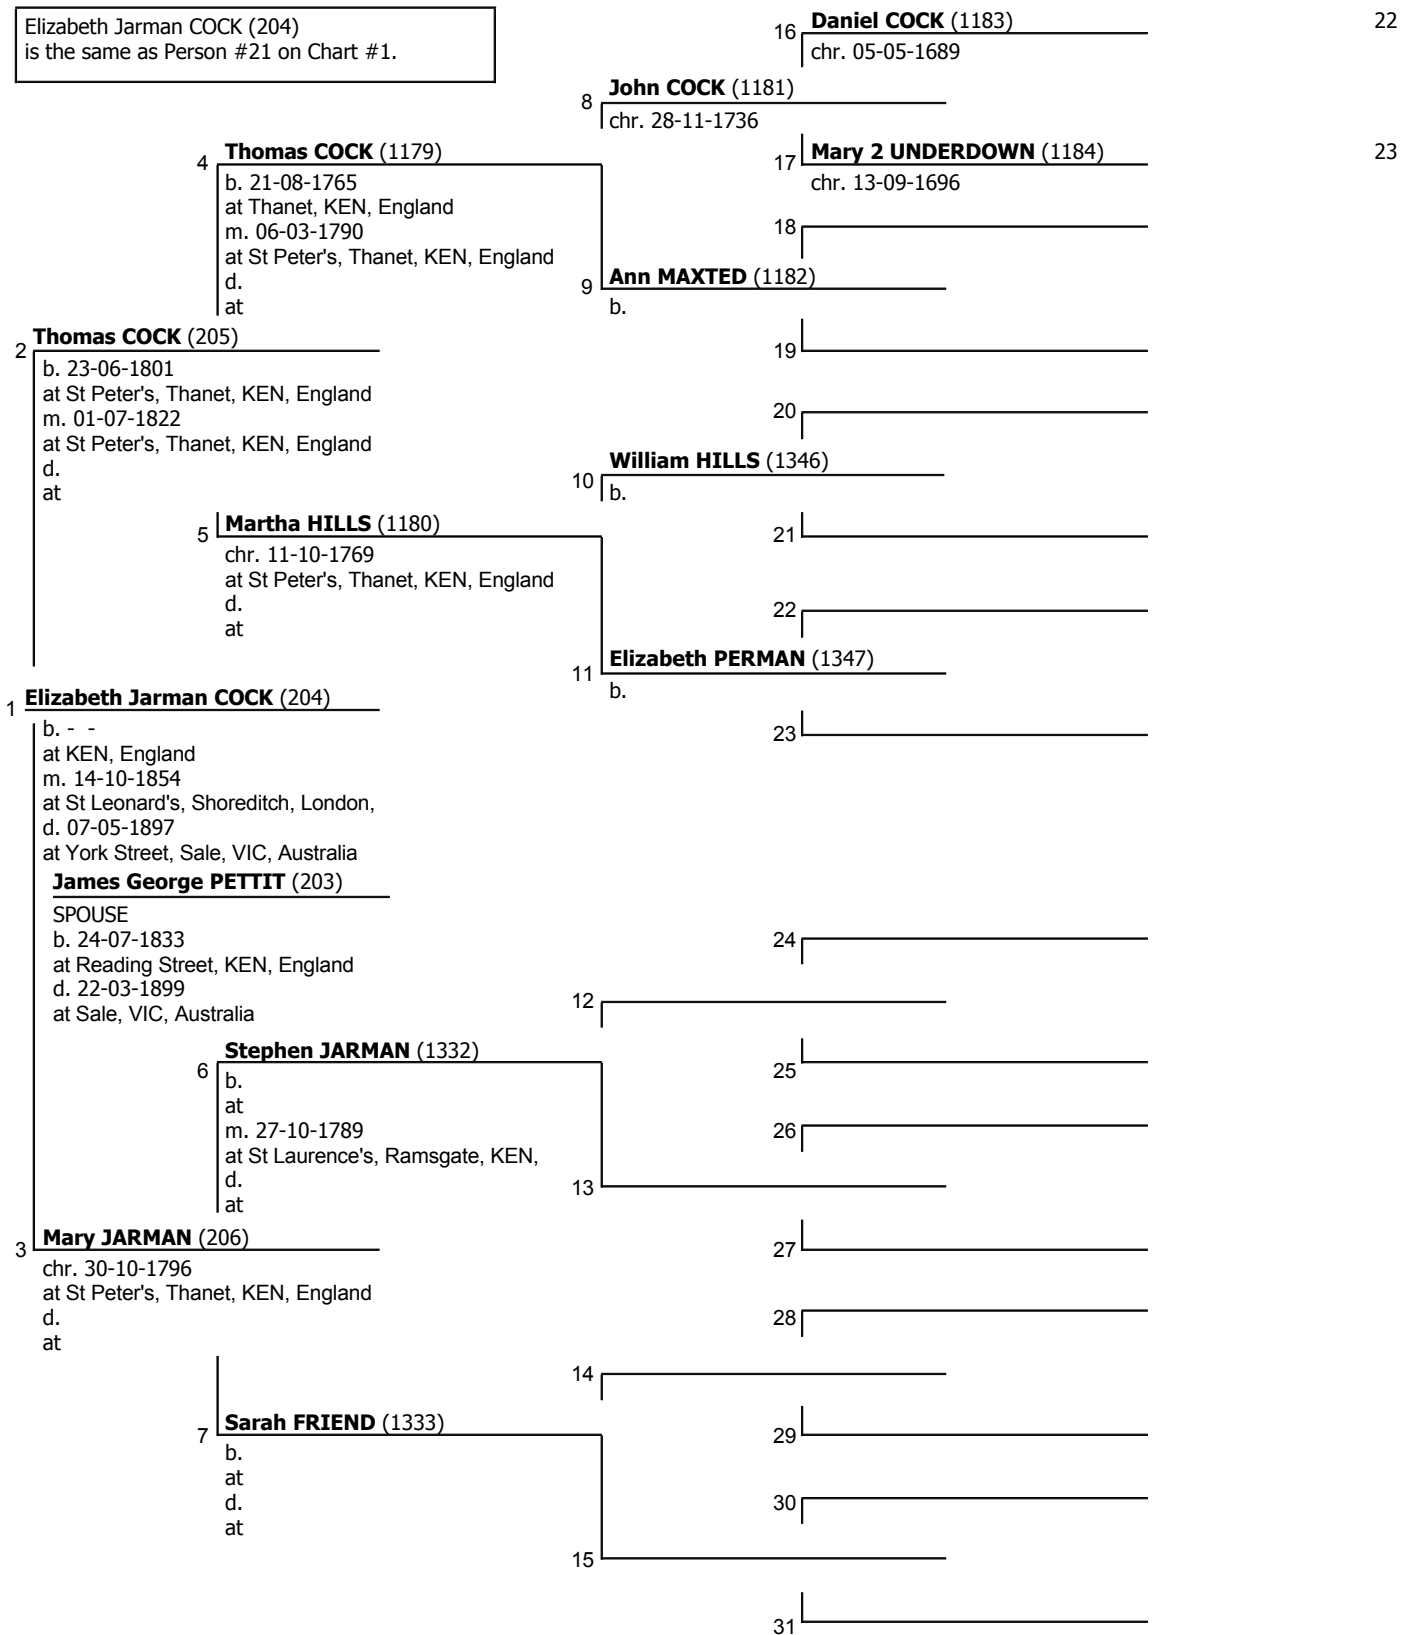 Elizabeth Jarman COCK (204)
is the same as Person #21 on Chart #1.
16 Daniel COCK (1183) 22
chr. 05-05-1689
8 John COCK (1181)
chr. 28-11-1736
4 Thomas COCK (1179)
b. 21-08-1765
at Thanet, KEN, England
m. 06-03-1790
at St Peter's, Thanet, KEN, England
d.
at
17 Mary 2 UNDERDOWN (1184) 23
chr. 13-09-1696
18
9 Ann MAXTED (1182)
b.
2 Thomas COCK (205)
b. 23-06-1801
at St Peter's, Thanet, KEN, England
m. 01-07-1822
at St Peter's, Thanet, KEN, England
d.
at
19
20
10 William HILLS (1346)
b.
5 Martha HILLS (1180)
chr. 11-10-1769
at St Peter's, Thanet, KEN, England
d.
at
21
22
11 Elizabeth PERMAN (1347)
b.
23
1 Elizabeth Jarman COCK (204)
b. - -
at KEN, England
m. 14-10-1854
at St Leonard's, Shoreditch, London,
d. 07-05-1897
at York Street, Sale, VIC, Australia
James George PETTIT (203)
SPOUSE
b. 24-07-1833
at Reading Street, KEN, England
d. 22-03-1899
at Sale, VIC, Australia
24
12
6 Stephen JARMAN (1332)
b.
at
m. 27-10-1789
at St Laurence's, Ramsgate, KEN,
d.
at
25
26
13
3 Mary JARMAN (206)
chr. 30-10-1796
at St Peter's, Thanet, KEN, England
d.
at
27
28
14
7 Sarah FRIEND (1333)
b.
at
d.
at
29
30
15
31